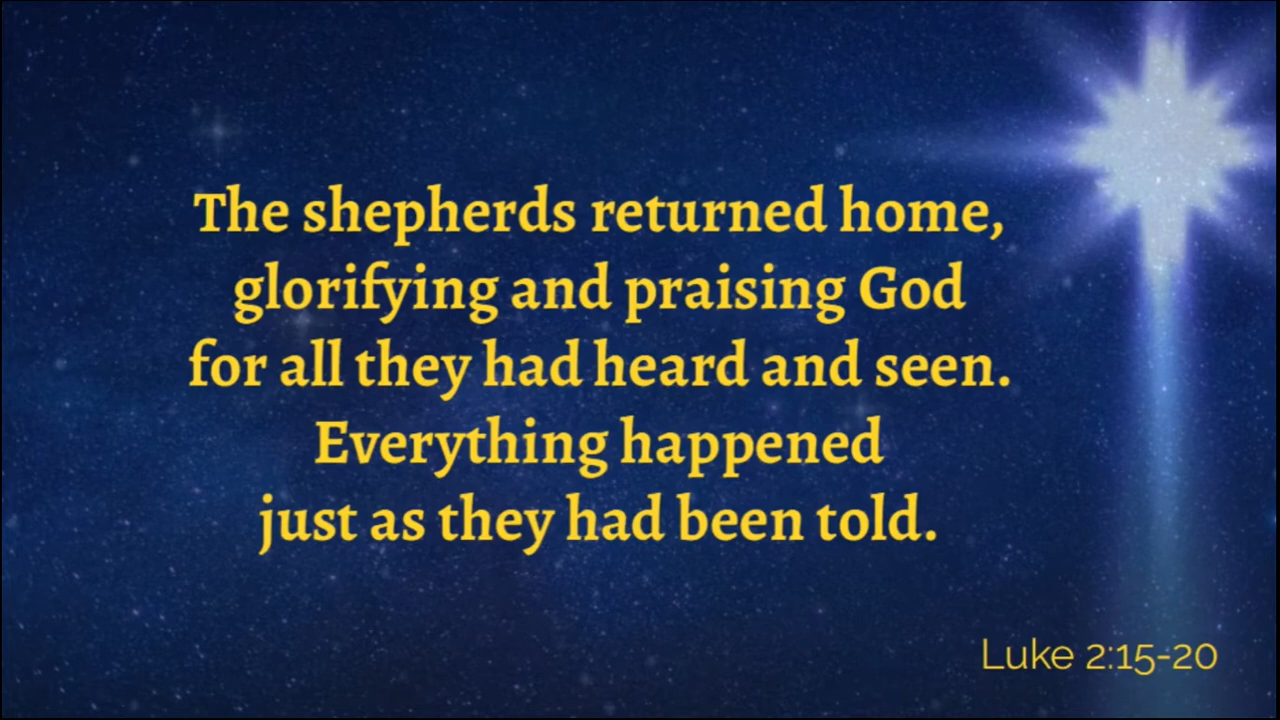 The shepherds returned home,
glorifying and praising God
for all they had heard and seen.
Everything happened
just as they had been told.
Luke 2:15-20